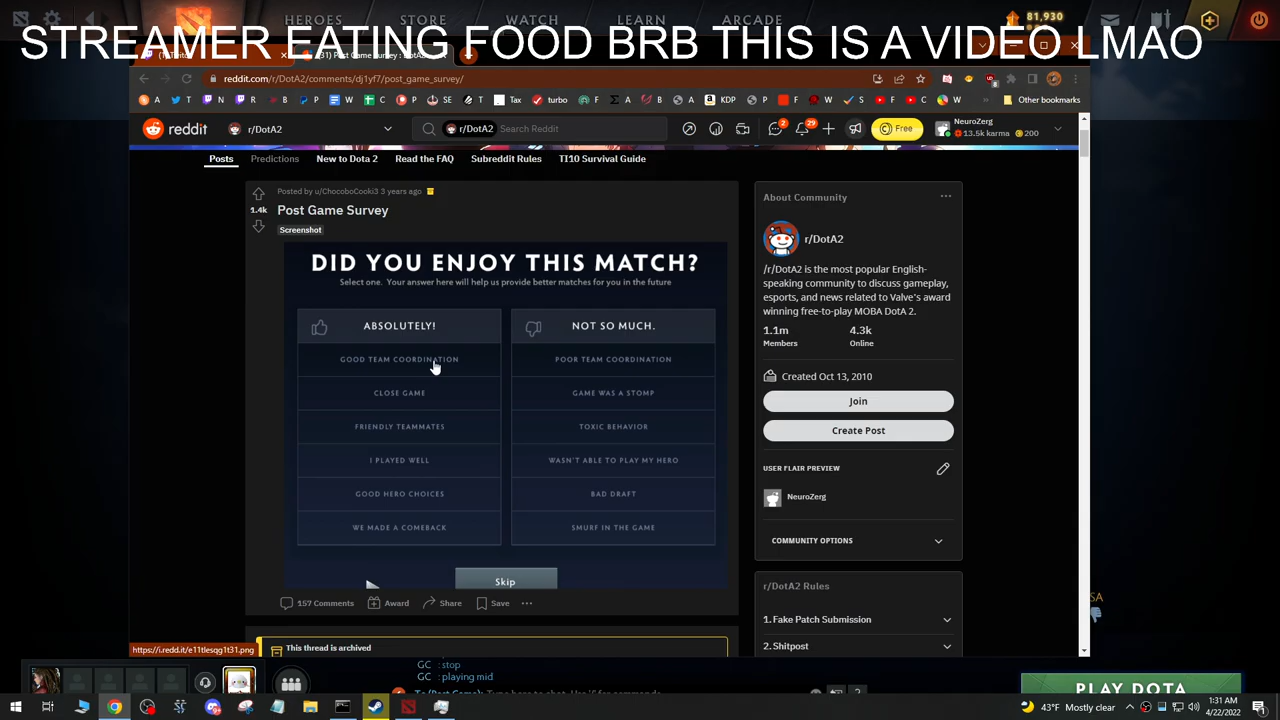 HEROES STORE WATCH LEARN ARCADE 81,930
STREAMER EATING FOOD BRB THIS IS A VIDEO LMAO
reddit.com/r/DotA2/comments/dj1yf7/post_game_survey/
A T N R B P W C P SE T Tax turbo F A B A KDP F W S F C W Other bookmarks
reddit r/DotA2 r/DotA2 Search Reddit 2 29 Free NeuroZerg
13.5k karma 200
Posts Predictions New to Dota 2 Read the FAQ Subreddit Rules TI10 Survival Guide
Posted by u/ChocoboCooki3 3 years ago
1.4k Post Game Survey
Screenshot
DID YOU ENJOY THIS MATCH?
Select one. Your answer here will help us provide better matches for you in the future
ABSOLUTELY!
GOOD TEAM COORDINATION
CLOSE GAME
FRIENDLY TEAMMATES
I PLAYED WELL
GOOD HERO CHOICES
WE MADE A COMEBACK
NOT SO MUCH.
POOR TEAM COORDINATION
GAME WAS A STOMP
TOXIC BEHAVIOR
WASN'T ABLE TO PLAY MY HERO
BAD DRAFT
SMURF IN THE GAME
Skip
157 Comments Award Share Save
This thread is archived
About Community
r/DotA2
/r/DotA2 is the most popular English-
speaking community to discuss gameplay,
esports, and news related to Valve's award
winning free-to-play MOBA DotA 2.
1.1m 4.3k
Members Online
Created Oct 13, 2010
Join
Create Post
USER FLAIR PREVIEW
NeuroZerg
COMMUNITY OPTIONS
r/DotA2 Rules
1. Fake Patch Submission
2. Shitpost
https://i.redd.it/e11tlesqg1t31.png
SA
GC : stop
GC : playing mid
PLAY DOTA
43°F Mostly clear
1:31 AM
4/22/2022